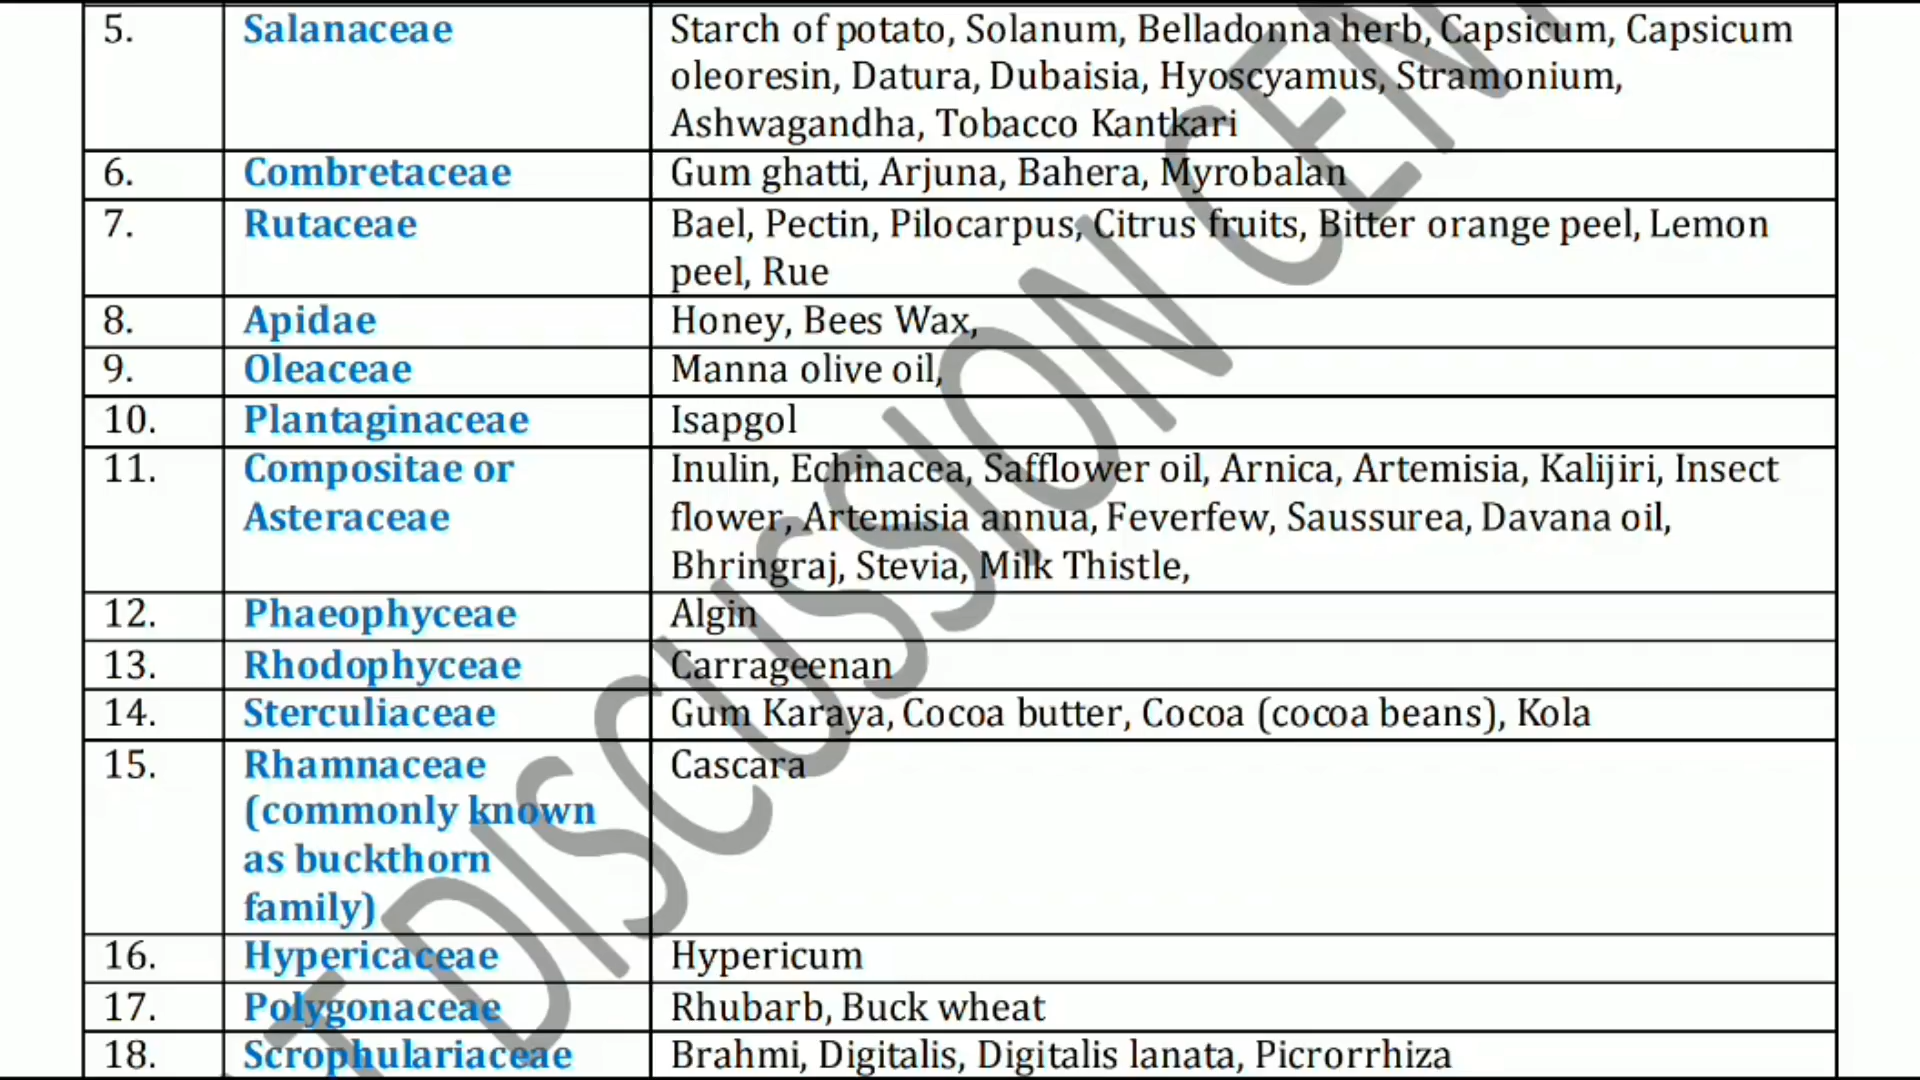 5. Salanaceae Starch of potato, Solanum, Belladonna herb, Capsicum, Capsicum
oleoresin, Datura, Dubaisia, Hyoscyamus, Stramonium,
Ashwagandha, Tobacco Kantkari
6. Combretaceae Gum ghatti, Arjuna, Bahera, Myrobalan
7. Rutaceae Bael, Pectin, Pilocarpus, Citrus fruits, Bitter orange peel, Lemon
peel, Rue
8. Apidae Honey, Bees Wax,
9. Oleaceae Manna olive oil,
10. Plantaginaceae Isapgol
11. Compositae or Inulin, Echinacea, Safflower oil, Arnica, Artemisia, Kalijiri, Insect
Asteraceae flower, Artemisia annua, Feverfew, Saussurea, Davana oil,
Bhringraj, Stevia, Milk Thistle,
12. Phaeophyceae Algin
13. Rhodophyceae Carrageenan
14. Sterculiaceae Gum Karaya, Cocoa butter, Cocoa (cocoa beans), Kola
15. Rhamnaceae Cascara
(commonly known
as buckthorn
family)
16. Hypericaceae Hypericum
17. Polygonaceae Rhubarb, Buck wheat
18. Scrophulariaceae Brahmi, Digitalis, Digitalis lanata, Picrorrhiza
DISCUSSION